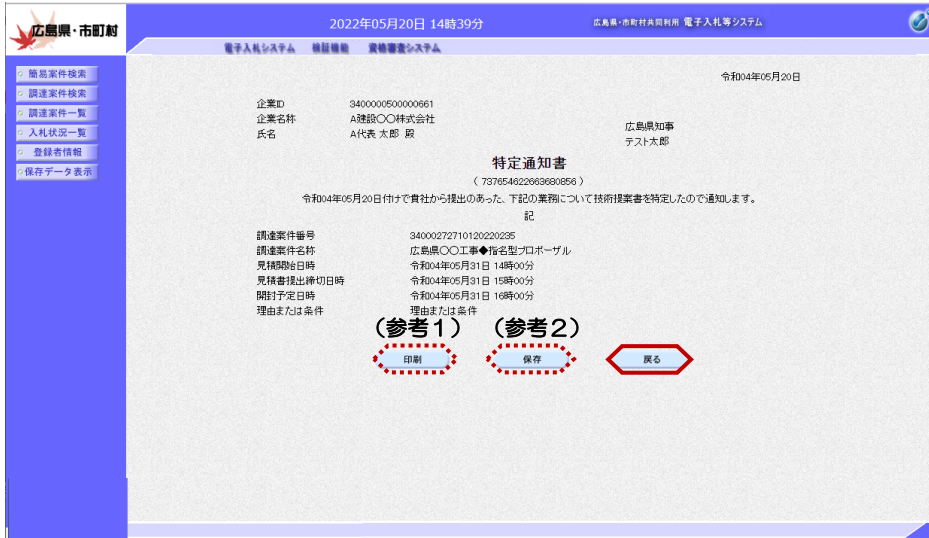 広島県・市町村
2022年05月20日 14時39分
広島県・市町村共同利用 電子入札等システム
電子入札システム 検証機能 資格審査システム
簡易案件検索
調達案件検索
調達案件一覧
入札状況一覧
登録者情報
保存データ表示
令和04年05月20日
企業ID 3400000500000661
企業名称 A建設〇〇株式会社
氏名 A代表 太郎 殿
広島県知事
テスト太郎
特定通知書
( 737654622663680856 )
令和04年05月20日付けで貴社から提出のあった、下記の業務について技術提案書を特定したので通知します。
記
調達案件番号 34000272710120220235
調達案件名称 広島県〇〇工事◆指名型プロポーザル
見積開始日時 令和04年05月31日 14時00分
見積書提出締切日時 令和04年05月31日 15時00分
開封予定日時 令和04年05月31日 16時00分
理由または条件 理由または条件
(参考1) (参考2)
印刷 保存 戻る